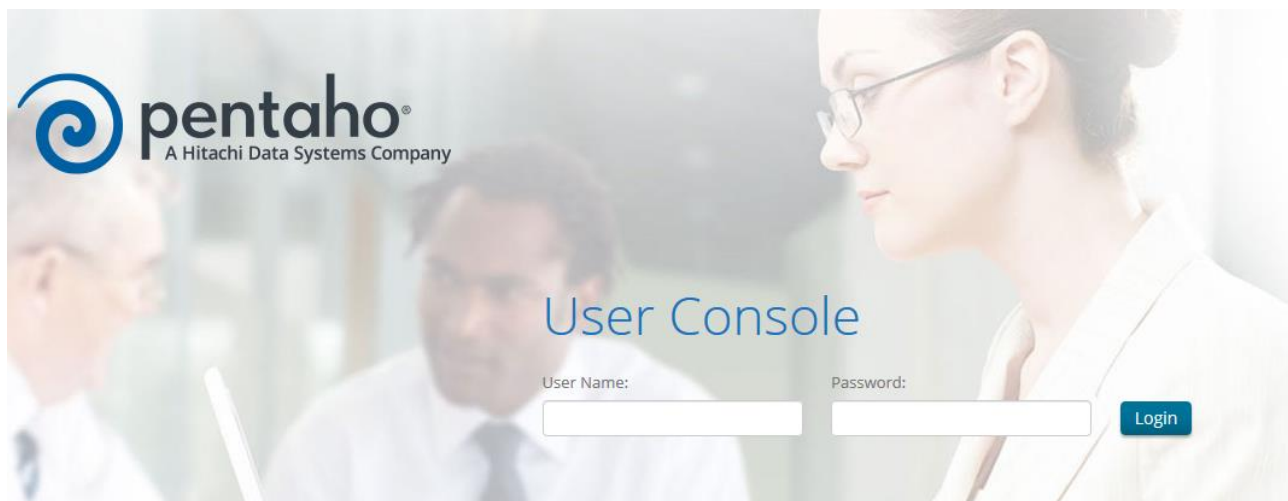 pentaho®
A Hitachi Data Systems Company
User Console
User Name:
Password:
Login